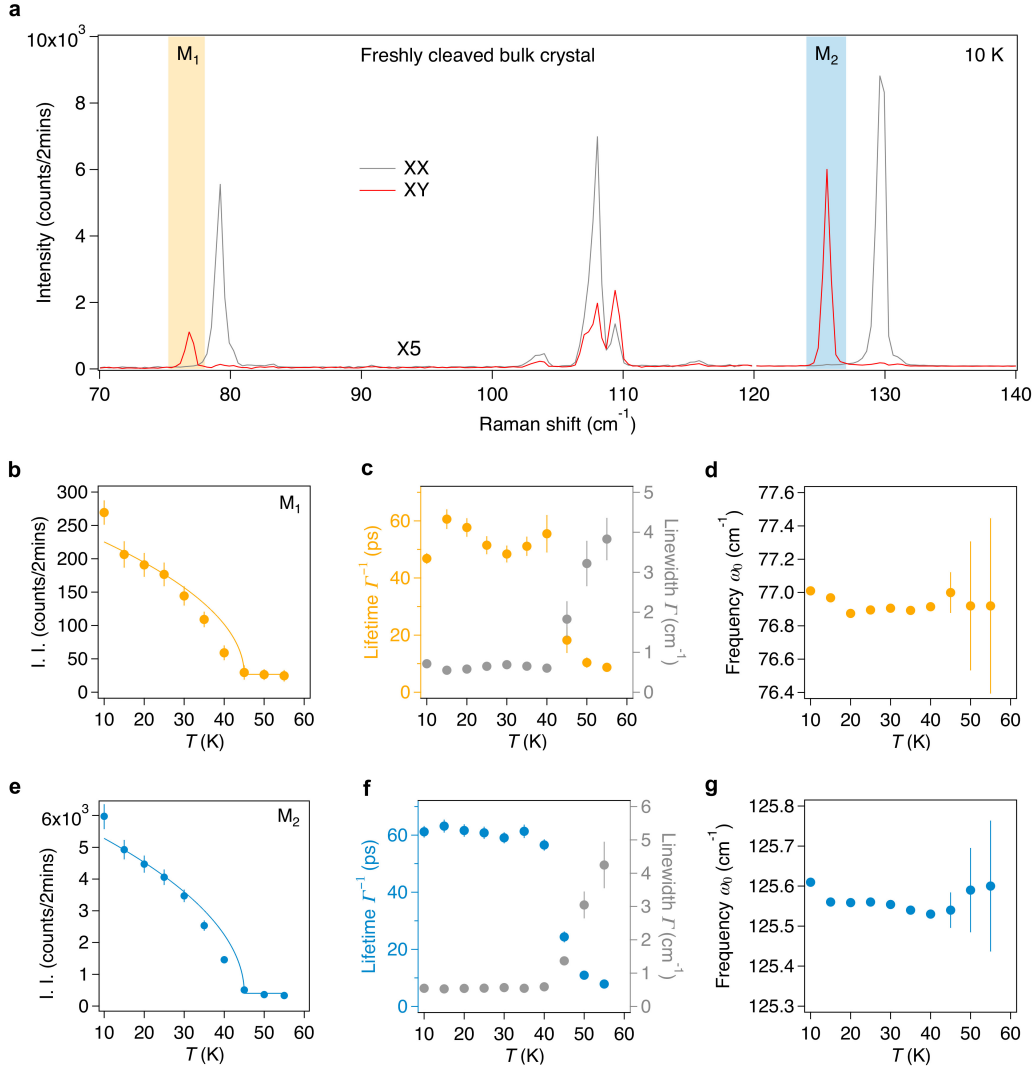 a
10x10³
8
6
4
2
0
Intensity (counts/2mins)
M₁
Freshly cleaved bulk crystal
M₂
10 K
XX
XY
X5
70 80 90 100 110 120 130 140
Raman shift (cm⁻¹)
b
300
250
200
150
100
50
0
I. I. (counts/2mins)
M₁
10 20 30 40 50 60
T (K)
c
60
40
20
0
Lifetime Γ⁻¹ (ps)
5
4
3
2
1
0
Linewidth Γ (cm⁻¹)
10 20 30 40 50 60
T (K)
d
77.6
77.4
77.2
77.0
76.8
76.6
76.4
Frequency ω₀ (cm⁻¹)
10 20 30 40 50 60
T (K)
e
6x10³
5
4
3
2
1
0
I. I. (counts/2mins)
M₂
10 20 30 40 50 60
T (K)
f
60
40
20
0
Lifetime Γ⁻¹ (ps)
6
5
4
3
2
1
0
Linewidth Γ (cm⁻¹)
10 20 30 40 50 60
T (K)
g
125.8
125.7
125.6
125.5
125.4
125.3
Frequency ω₀ (cm⁻¹)
10 20 30 40 50 60
T (K)